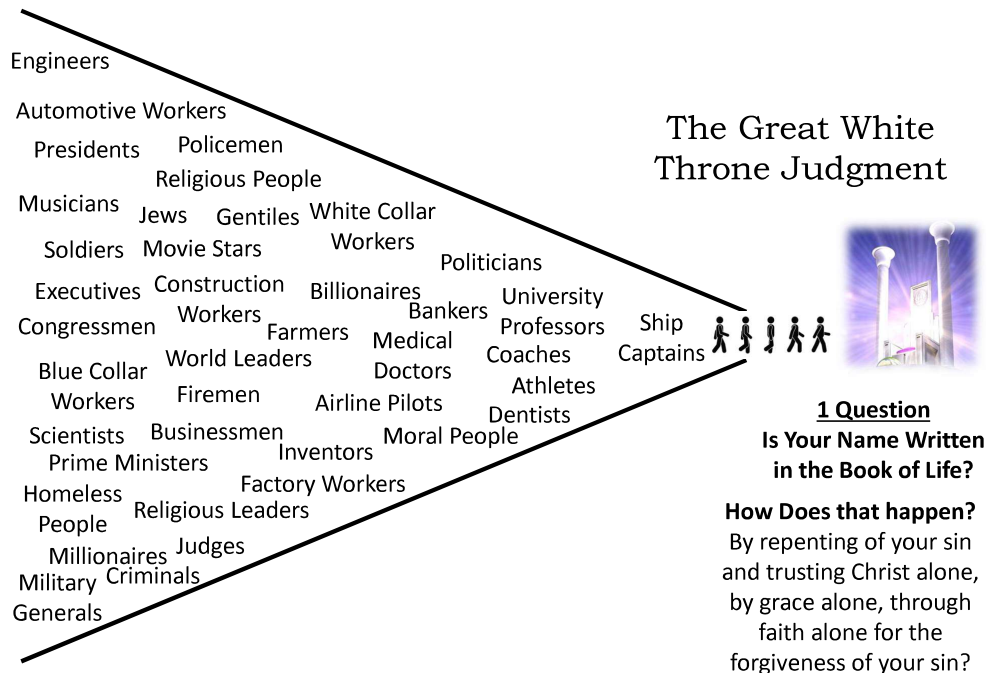 Engineers
Automotive Workers
Presidents
Policemen
Religious People
Musicians
Jews
Gentiles
White Collar
Workers
Soldiers
Movie Stars
Politicians
Executives
Construction
Workers
Billionaires
Bankers
University
Professors
Congressmen
Farmers
Medical
Doctors
Coaches
Ship
Captains
World Leaders
Blue Collar
Workers
Firemen
Airline Pilots
Athletes
Dentists
Scientists
Businessmen
Moral People
Inventors
Prime Ministers
Factory Workers
Homeless
People
Religious Leaders
Millionaires
Judges
Military
Generals
Criminals
The Great White
Throne Judgment
1 Question
Is Your Name Written
in the Book of Life?
How Does that happen?
By repenting of your sin
and trusting Christ alone,
by grace alone, through
faith alone for the
forgiveness of your sin?